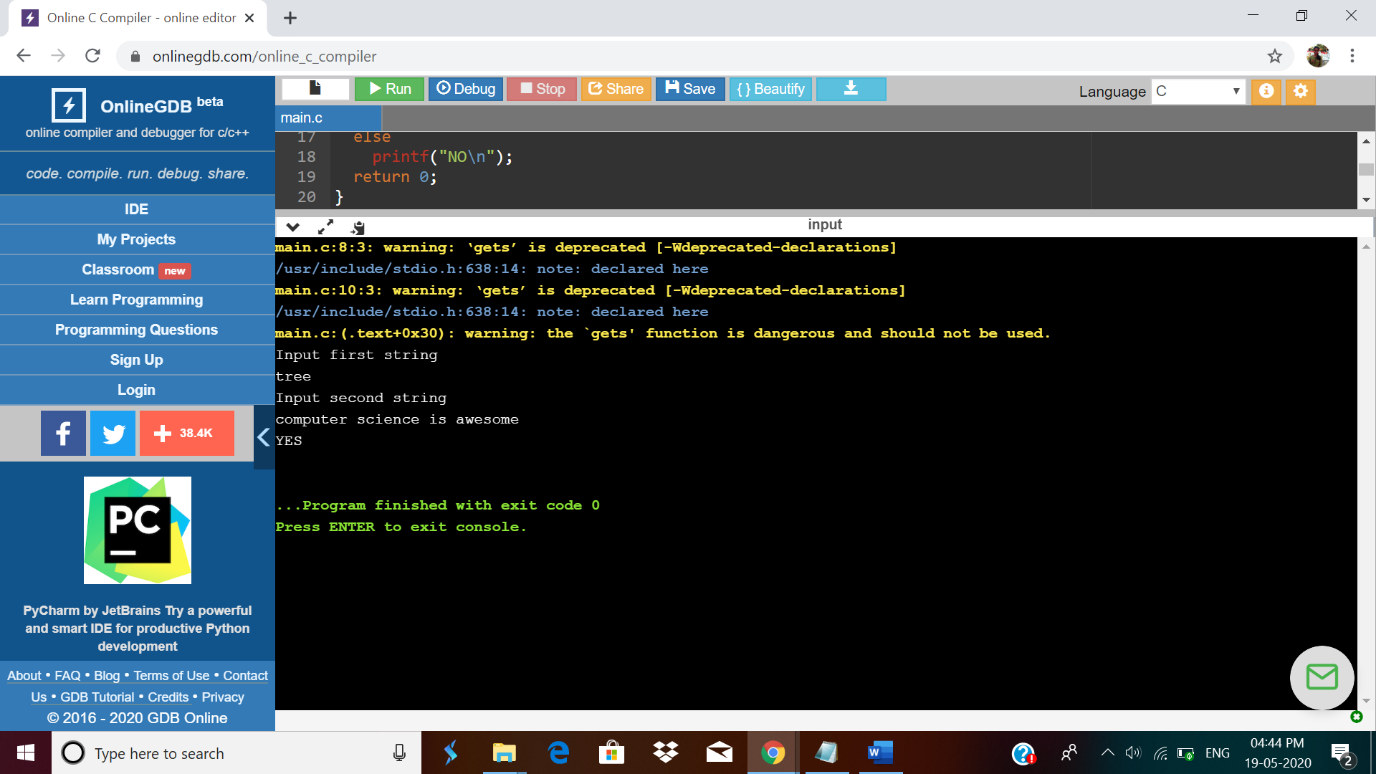 Online C Compiler - online editor
onlinegdb.com/online_c_compiler
OnlineGDB beta
online compiler and debugger for c/c++
code. compile. run. debug. share.
IDE
My Projects
Classroom new
Learn Programming
Programming Questions
Sign Up
Login
38.4K
PC
PyCharm by JetBrains Try a powerful
and smart IDE for productive Python
development
About • FAQ • Blog • Terms of Use • Contact
Us • GDB Tutorial • Credits • Privacy
© 2016 - 2020 GDB Online
Run Debug Stop Share Save { } Beautify
Language C
main.c
17 else
18 printf("NO\n");
19 return 0;
20 }
input
main.c:8:3: warning: ‘gets’ is deprecated [-Wdeprecated-declarations]
/usr/include/stdio.h:638:14: note: declared here
main.c:10:3: warning: ‘gets’ is deprecated [-Wdeprecated-declarations]
/usr/include/stdio.h:638:14: note: declared here
main.c:(.text+0x30): warning: the `gets' function is dangerous and should not be used.
Input first string
tree
Input second string
computer science is awesome
YES
...Program finished with exit code 0
Press ENTER to exit console.
Type here to search
ENG
04:44 PM
19-05-2020
2